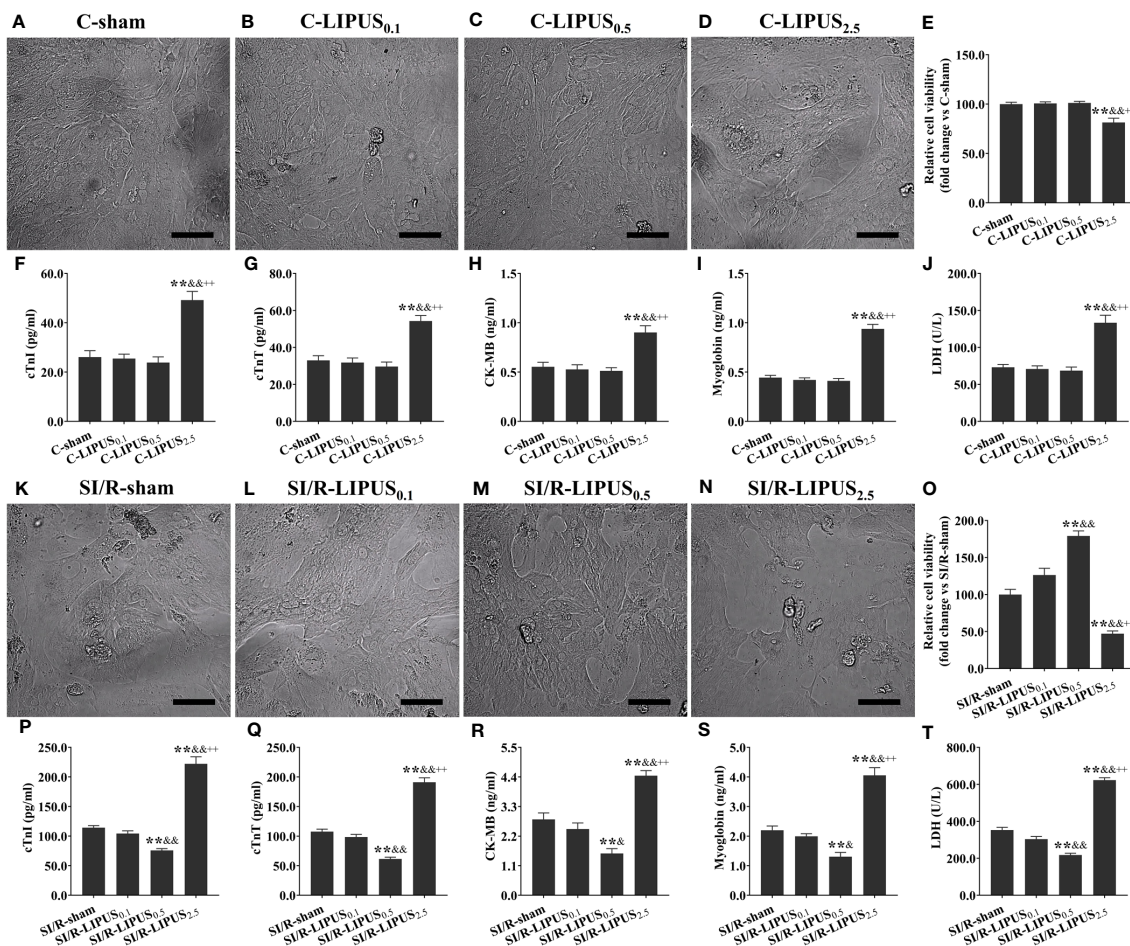 A C-sham
B C-LIPUS0.1
C C-LIPUS0.5
D C-LIPUS2.5
E
Relative cell viability
(fold change vs C-sham)
150.0
100.0
50.0
0.0
**&&+
C-sham
C-LIPUS0.1
C-LIPUS0.5
C-LIPUS2.5
F
cTnI (pg/ml)
60.0
40.0
20.0
0.0
**&&++
C-sham
C-LIPUS0.1
C-LIPUS0.5
C-LIPUS2.5
G
cTnT (pg/ml)
80.0
60.0
40.0
20.0
0.0
**&&++
C-sham
C-LIPUS0.1
C-LIPUS0.5
C-LIPUS2.5
H
CK-MB (ng/ml)
1.5
1.0
0.5
0.0
**&&++
C-sham
C-LIPUS0.1
C-LIPUS0.5
C-LIPUS2.5
I
Myoglobin (ng/ml)
1.5
1.0
0.5
0.0
**&&++
C-sham
C-LIPUS0.1
C-LIPUS0.5
C-LIPUS2.5
J
LDH (U/L)
200.0
150.0
100.0
50.0
0.0
**&&++
C-sham
C-LIPUS0.1
C-LIPUS0.5
C-LIPUS2.5
K SI/R-sham
L SI/R-LIPUS0.1
M SI/R-LIPUS0.5
N SI/R-LIPUS2.5
O
Relative cell viability
(fold change vs SI/R-sham)
200.0
150.0
100.0
50.0
0.0
**&&
**&&+
SI/R-sham
SI/R-LIPUS0.1
SI/R-LIPUS0.5
SI/R-LIPUS2.5
P
cTnI (pg/ml)
250.0
200.0
150.0
100.0
50.0
0.0
**&&
**&&++
SI/R-sham
SI/R-LIPUS0.1
SI/R-LIPUS0.5
SI/R-LIPUS2.5
Q
cTnT (pg/ml)
250.0
200.0
150.0
100.0
50.0
0.0
**&&
**&&++
SI/R-sham
SI/R-LIPUS0.1
SI/R-LIPUS0.5
SI/R-LIPUS2.5
R
CK-MB (ng/ml)
5.5
4.4
3.3
2.2
1.1
0.0
**&
**&&++
SI/R-sham
SI/R-LIPUS0.1
SI/R-LIPUS0.5
SI/R-LIPUS2.5
S
Myoglobin (ng/ml)
5.0
4.0
3.0
2.0
1.0
0.0
**&
**&&++
SI/R-sham
SI/R-LIPUS0.1
SI/R-LIPUS0.5
SI/R-LIPUS2.5
T
LDH (U/L)
800.0
600.0
400.0
200.0
0.0
**&&
**&&++
SI/R-sham
SI/R-LIPUS0.1
SI/R-LIPUS0.5
SI/R-LIPUS2.5